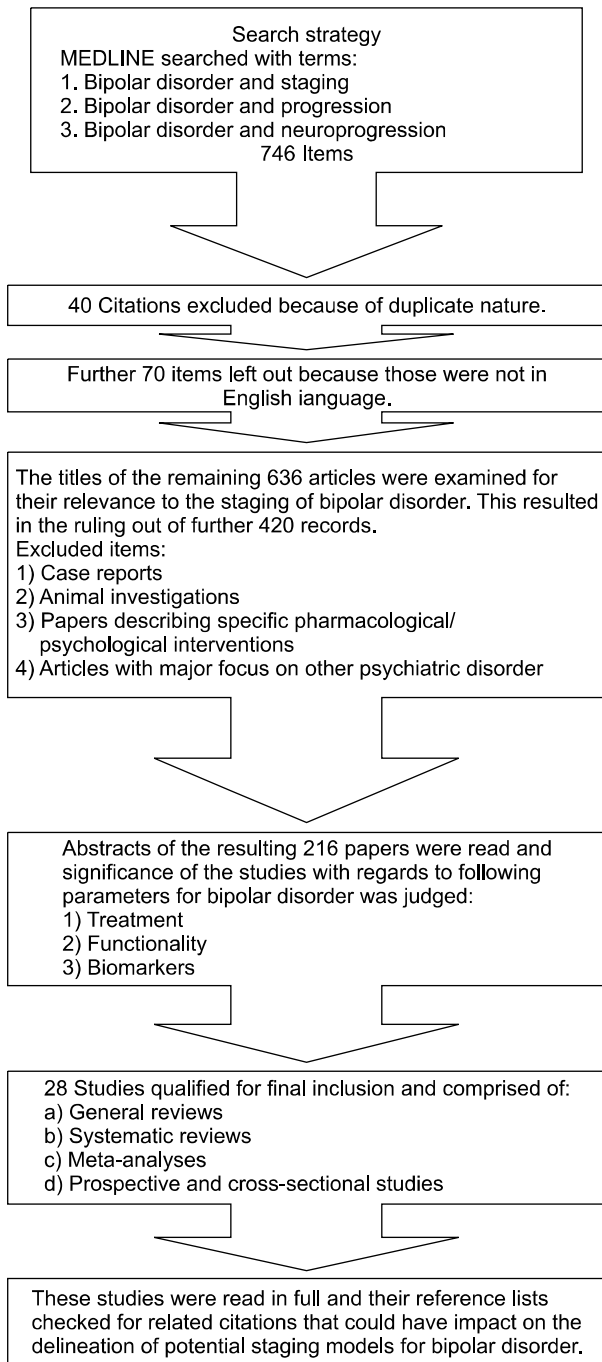 Search strategy
MEDLINE searched with terms:
1. Bipolar disorder and staging
2. Bipolar disorder and progression
3. Bipolar disorder and neuroprogression
746 Items
40 Citations excluded because of duplicate nature.
Further 70 items left out because those were not in
English ianguage.
The titles of the remaining 636 articles were examined for
their relevance to the staging of bipolar disorder. This resulted
in the ruling out of further 420 records.
Excluded items:
1) Case reports
2) Animal investigations
3) Papers describing specific pharmacological/
psychological interventions
4) Articles with major focus on other psychiatric disorder
Abstracts of the resulting 216 papers were read and
significance of the studies with regards to following
parameters for bipolar disorder was judged:
1) Treatment
2) Functionality
3) Biomarkers
28 Studies qualified for final inclusion and comprised of:
a) General reviews
b) Systematic reviews
c) Meta-analyses
d) Prospective and cross-sectional studies
These studies were read in full and their reference lists
checked for related citations that could have impact on the
delineation of potential staging models for bipolar disorder.